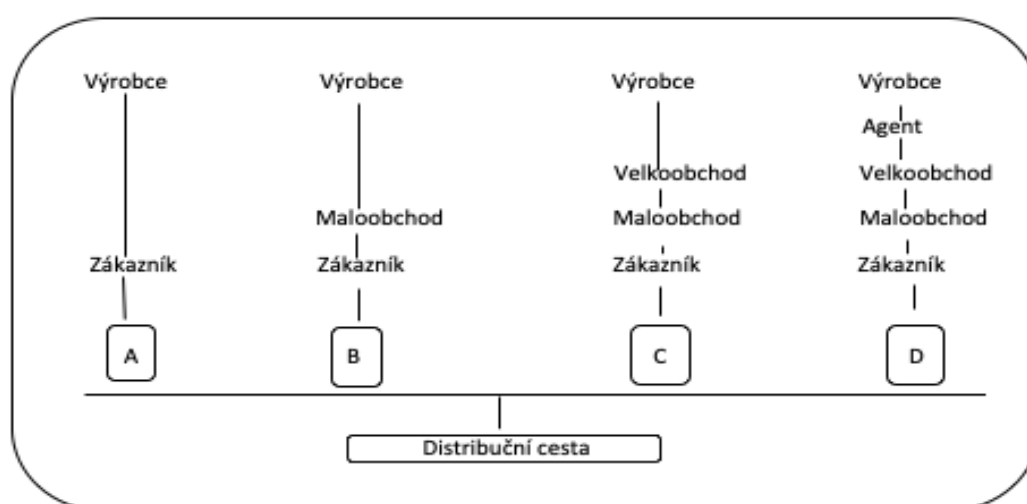 Výrobce Výrobce Výrobce Výrobce
Agent
Velkoobchod Velkoobchod
Maloobchod Maloobchod Maloobchod
Zákazník Zákazník Zákazník Zákazník
A B C D
Distribuční cesta